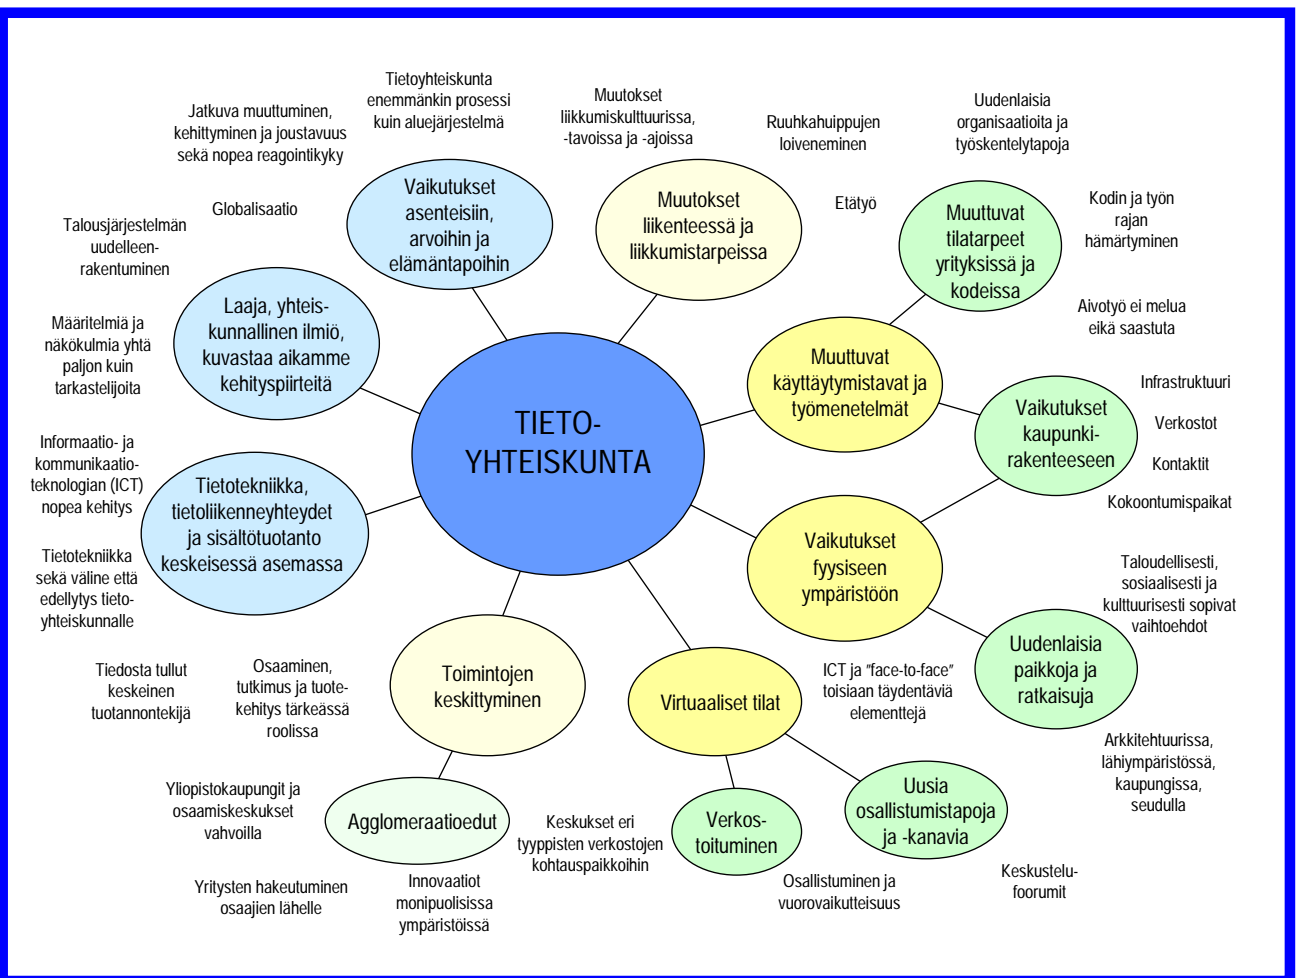 Tietoyhteiskunta
enemmänkin prosessi
kuin aluejärjestelmä
Jatkuva muuttuminen,
kehittyminen ja joustavuus
sekä nopea reagointikyky
Muutokset
liikkumiskulttuurissa,
-tavoissa ja -ajoissa
Ruuhkahuippujen
loiveneminen
Uudenlaisia
organisaatioita ja
työskentelytapoja
Globalisaatio
Talousjärjestelmän
uudelleen-
rakentuminen
Vaikutukset
asenteisiin,
arvoihin ja
elämäntapoihin
Muutokset
liikenteessä ja
liikkumistarpeissa
Etätyö
Muuttuvat
tilatarpeet
yrityksissä ja
kodeissa
Kodin ja työn
rajan
hämärtyminen
Aivotyö ei melua
eikä saastuta
Määritelmiä ja
näkökulmia yhtä
paljon kuin
tarkastelijoita
Laaja, yhteis-
kunnallinen ilmiö,
kuvastaa aikamme
kehityspiirteitä
Muuttuvat
käyttäytymistavat ja
työmenetelmät
Infrastruktuuri
Verkostot
Kontaktit
Kokoontumispaikat
Vaikutukset
kaupunki-
rakenteeseen
TIETO-
YHTEISKUNTA
Informaatio- ja
kommunikaatio-
teknologian (ICT)
nopea kehitys
Tietotekniikka,
tietoliikenneyhteydet
ja sisältötuotanto
keskeisessä asemassa
Tietotekniikka
sekä väline että
edellytys tieto-
yhteiskunnalle
Vaikutukset
fyysiseen
ympäristöön
Taloudellisesti,
sosiaalisesti ja
kulttuurisesti sopivat
vaihtoehdot
Uudenlaisia
paikkoja ja
ratkaisuja
Tiedosta tullut
keskeinen
tuotannontekijä
Osaaminen,
tutkimus ja tuote-
kehitys tärkeässä
roolissa
Toimintojen
keskittyminen
Virtuaaliset tilat
ICT ja "face-to-face"
toisiaan täydentäviä
elementtejä
Arkkitehtuurissa,
lähiympäristössä,
kaupungissa,
seudulla
Yliopistokaupungit ja
osaamiskeskukset
vahvoilla
Agglomeraatioedut
Keskukset eri
tyyppisten verkostojen
kohtauspaikkoihin
Verkos-
toituminen
Uusia
osallistumistapoja
ja -kanavia
Yritysten hakeutuminen
osaajien lähelle
Innovaatiot
monipuolisissa
ympäristöissä
Osallistuminen ja
vuorovaikutteisuus
Keskustelu-
foorumit